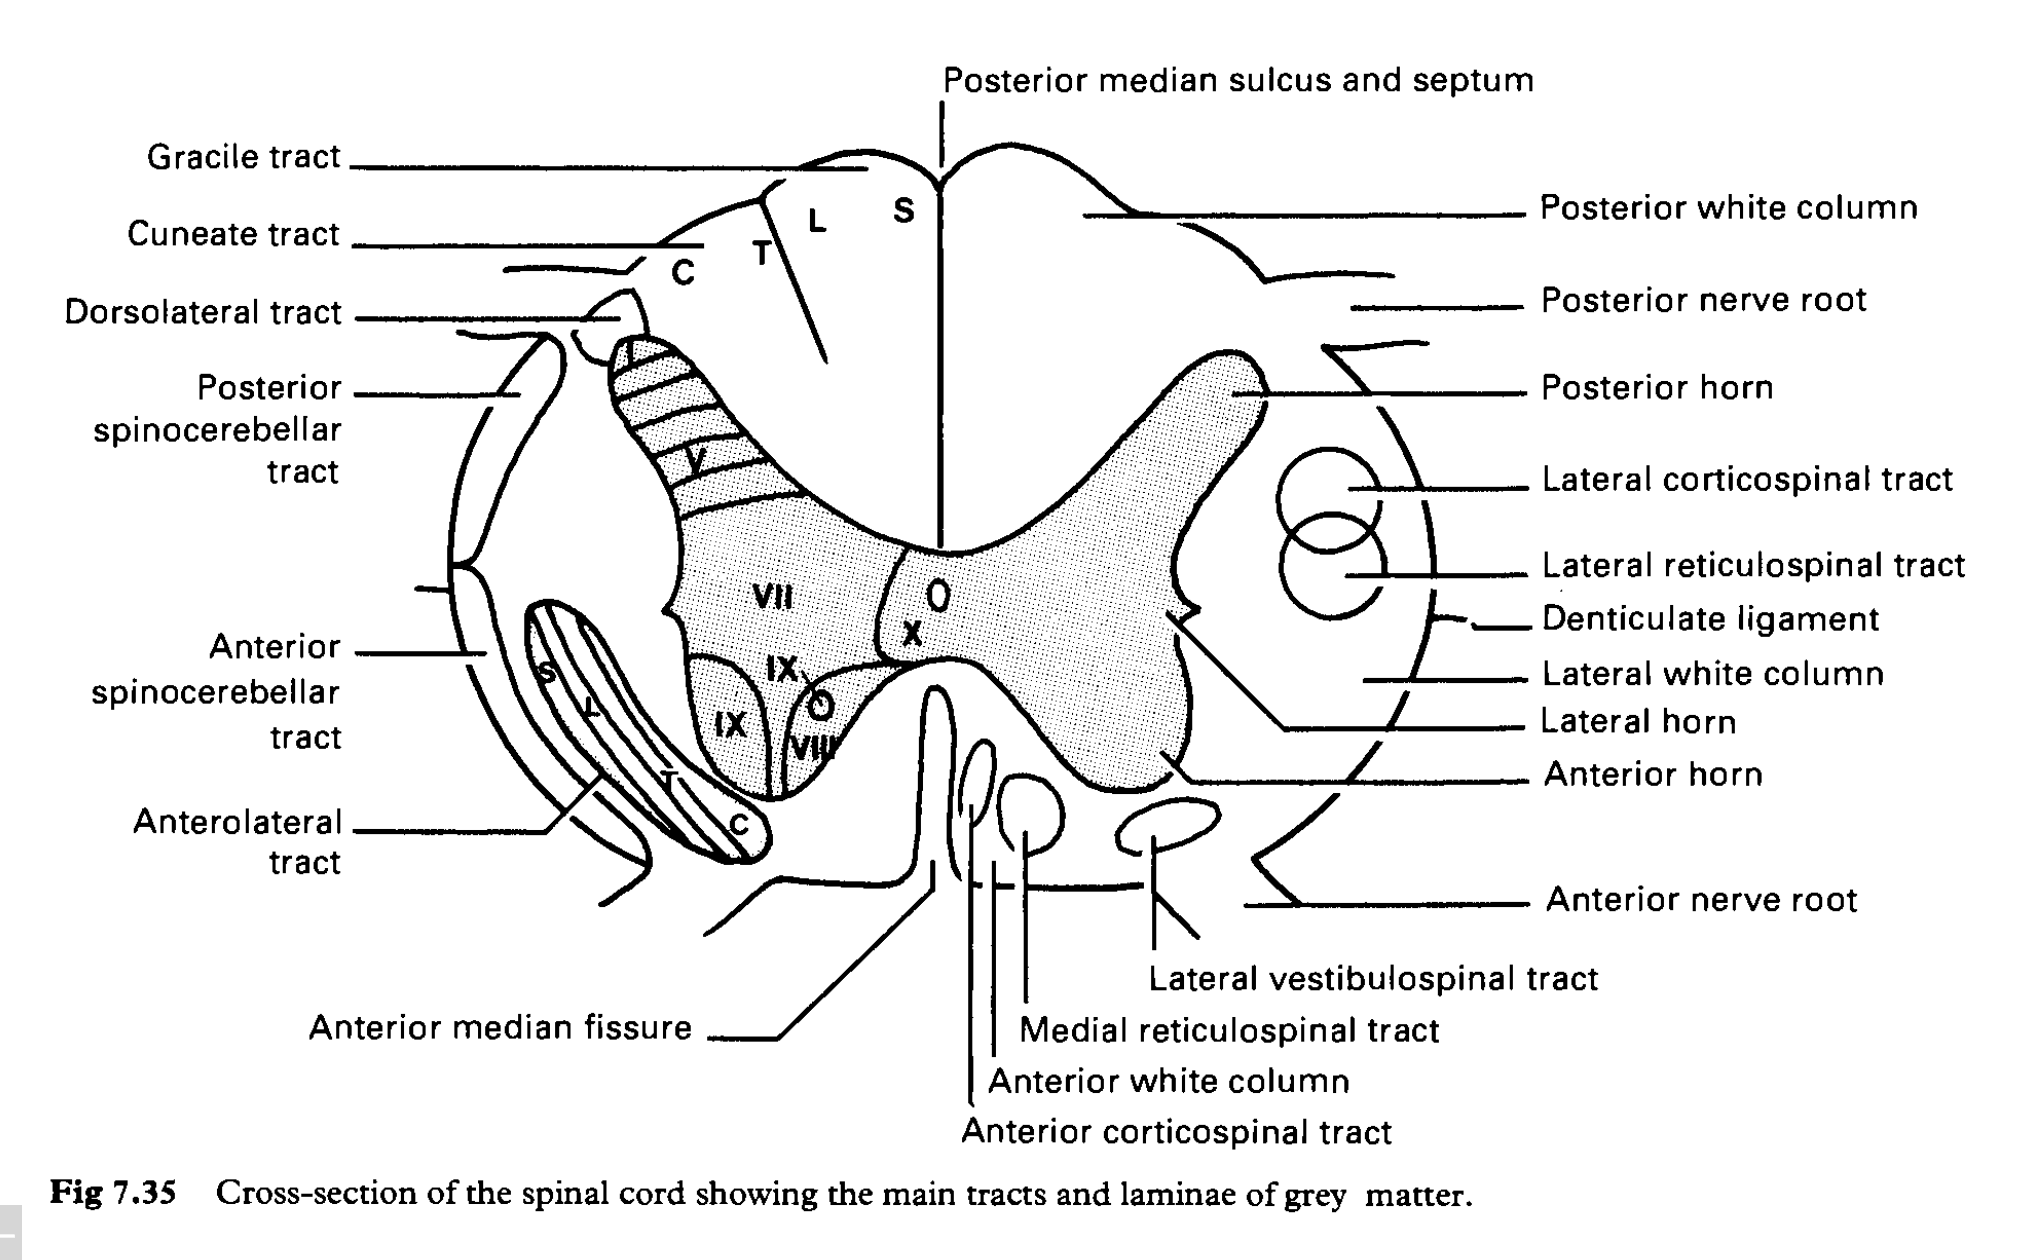 Posterior median sulcus and septum
Gracile tract
Cuneate tract
Dorsolateral tract
Posterior
spinocerebellar
tract
Anterior
spinocerebellar
tract
Anterolateral
tract
Anterior median fissure
L
S
T
C
I
V
VII
X
IX
IX
VIII
S
L
T
C
Posterior white column
Posterior nerve root
Posterior horn
Lateral corticospinal tract
Lateral reticulospinal tract
Denticulate ligament
Lateral white column
Lateral horn
Anterior horn
Anterior nerve root
Lateral vestibulospinal tract
Medial reticulospinal tract
Anterior white column
Anterior corticospinal tract
Fig 7.35 Cross-section of the spinal cord showing the main tracts and laminae of grey matter.